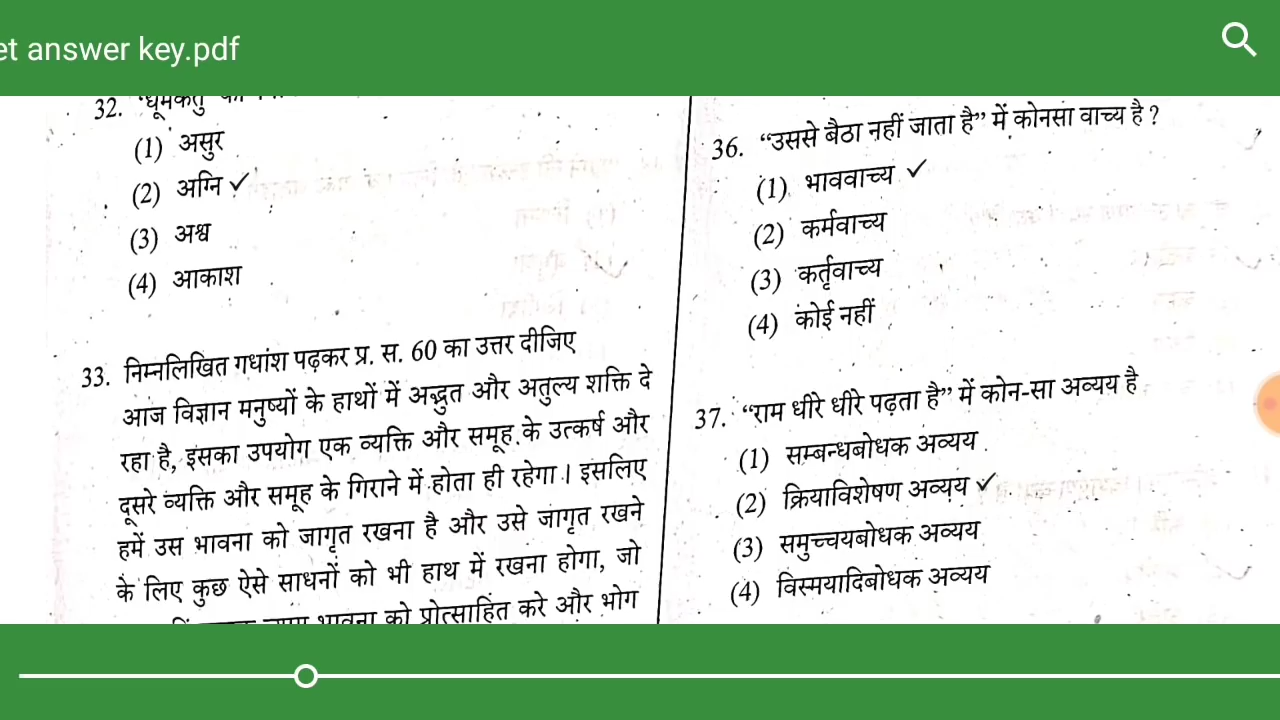 et answer key.pdf
32. "धूमकेतु
(1) असुर
(2) अग्नि ✓
(3) अश्व
(4) आकाश
33. निम्नलिखित गधांश पढ़कर प्र. स. 60 का उत्तर दीजिए
आज विज्ञान मनुष्यों के हाथों में अद्भुत और अतुल्य शक्ति दे
रहा है, इसका उपयोग एक व्यक्ति और समूह के उत्कर्ष और
दूसरे व्यक्ति और समूह के गिराने में होता ही रहेगा। इसलिए
हमें उस भावना को जागृत रखना है और उसे जागृत रखने
के लिए कुछ ऐसे साधनों को भी हाथ में रखना होगा, जो
भावना को प्रोत्साहित करे और भोग
36. “उससे बैठा नहीं जाता है” में कोनसा वाच्य है ?
(1) भाववाच्य ✓
(2) कर्मवाच्य
(3) कर्तृवाच्य
(4) कोई नहीं
37. “राम धीरे धीरे पढ़ता है” में कोन-सा अव्यय है
(1) सम्बन्धबोधक अव्यय
(2) क्रियाविशेषण अव्यय ✓
(3) समुच्चयबोधक अव्यय
(4) विस्मयादिबोधक अव्यय